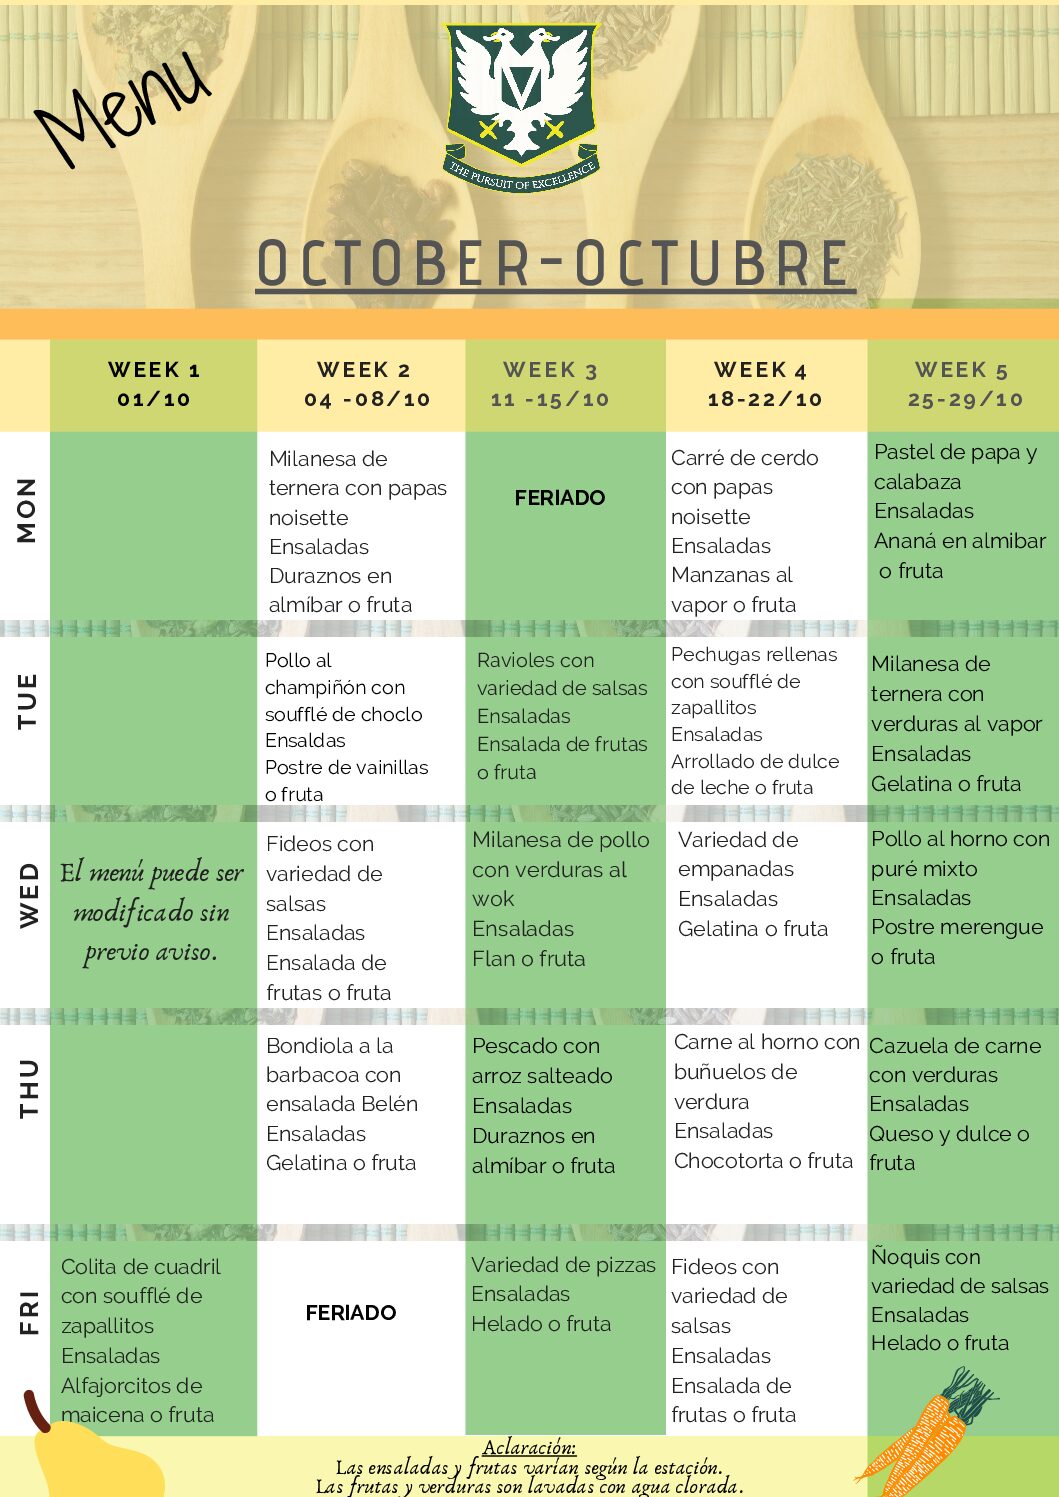 Menu
THE PURSUIT OF EXCELLENCE
OCTOBER-OCTUBRE
WEEK 1
01/10
WEEK 2
04 -08/10
WEEK 3
11 -15/10
WEEK 4
18-22/10
WEEK 5
25-29/10
MON
Milanesa de
ternera con papas
noisette
Ensaladas
Duraznos en
almíbar o fruta
FERIADO
Carré de cerdo
con papas
noisette
Ensaladas
Manzanas al
vapor o fruta
Pastel de papa y
calabaza
Ensaladas
Ananá en almibar
o fruta
TUE
Pollo al
champiñón con
soufflé de choclo
Ensaldas
Postre de vainillas
o fruta
Ravioles con
variedad de salsas
Ensaladas
Ensalada de frutas
o fruta
Pechugas rellenas
con soufflé de
zapallitos
Ensaladas
Arrollado de dulce
de leche o fruta
Milanesa de
ternera con
verduras al vapor
Ensaladas
Gelatina o fruta
WED
El menú puede ser
modificado sin
previo aviso.
Fideos con
variedad de
salsas
Ensaladas
Ensalada de
frutas o fruta
Milanesa de pollo
con verduras al
wok
Ensaladas
Flan o fruta
Variedad de
empanadas
Ensaladas
Gelatina o fruta
Pollo al horno con
puré mixto
Ensaladas
Postre merengue
o fruta
THU
Bondiola a la
barbacoa con
ensalada Belén
Ensaladas
Gelatina o fruta
Pescado con
arroz salteado
Ensaladas
Duraznos en
almíbar o fruta
Carne al horno con
buñuelos de
verdura
Ensaladas
Chocotorta o fruta
Cazuela de carne
con verduras
Ensaladas
Queso y dulce o
fruta
FRI
Colita de cuadril
con soufflé de
zapallitos
Ensaladas
Alfajorcitos de
maicena o fruta
FERIADO
Variedad de pizzas
Ensaladas
Helado o fruta
Fideos con
variedad de
salsas
Ensaladas
Ensalada de
frutas o fruta
Ñoquis con
variedad de salsas
Ensaladas
Helado o fruta
Aclaración:
Las ensaladas y frutas varían según la estación.
Las frutas y verduras son lavadas con agua clorada.